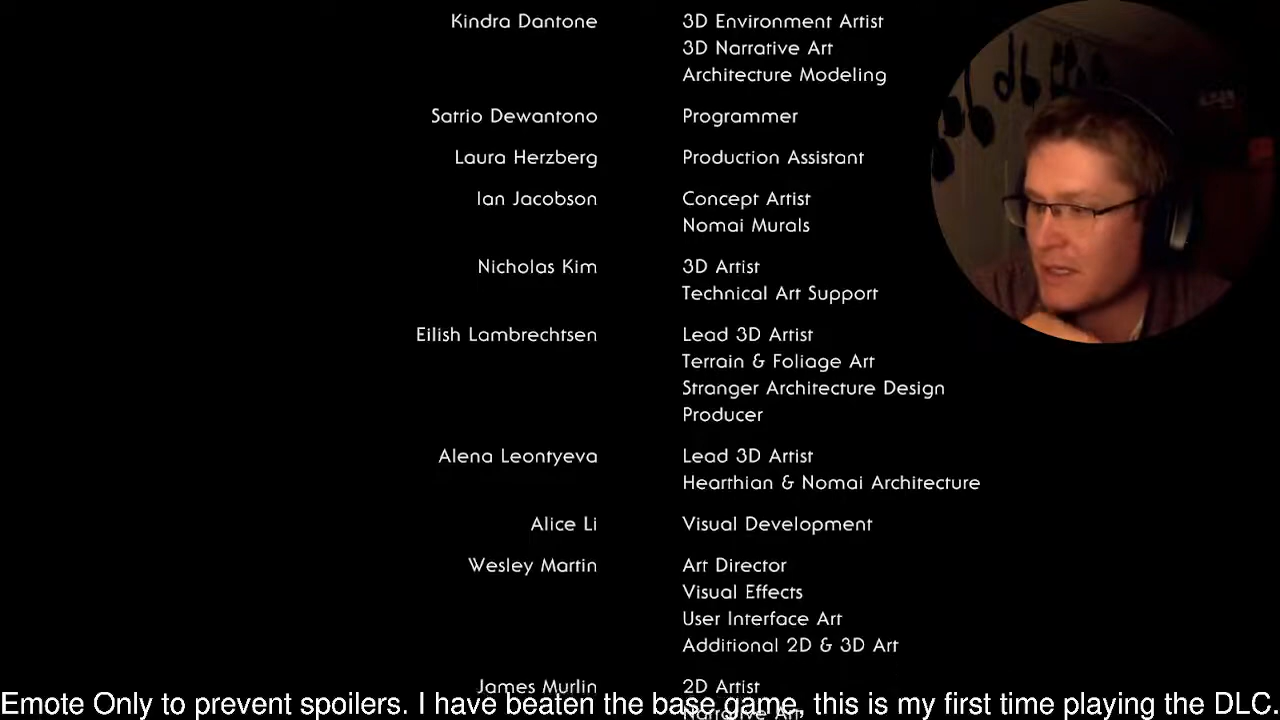 Kindra Dantone 3D Environment Artist
3D Narrative Art
Architecture Modeling
Satrio Dewantono Programmer
Laura Herzberg Production Assistant
Ian Jacobson Concept Artist
Nomai Murals
Nicholas Kim 3D Artist
Technical Art Support
Eilish Lambrechtsen Lead 3D Artist
Terrain & Foliage Art
Stranger Architecture Design
Producer
Alena Leontyeva Lead 3D Artist
Hearthian & Nomai Architecture
Alice Li Visual Development
Wesley Martin Art Director
Visual Effects
User Interface Art
Additional 2D & 3D Art
James Murlin 2D Artist
Narrative Art
Emote Only to prevent spoilers. I have beaten the base game, this is my first time playing the DLC.